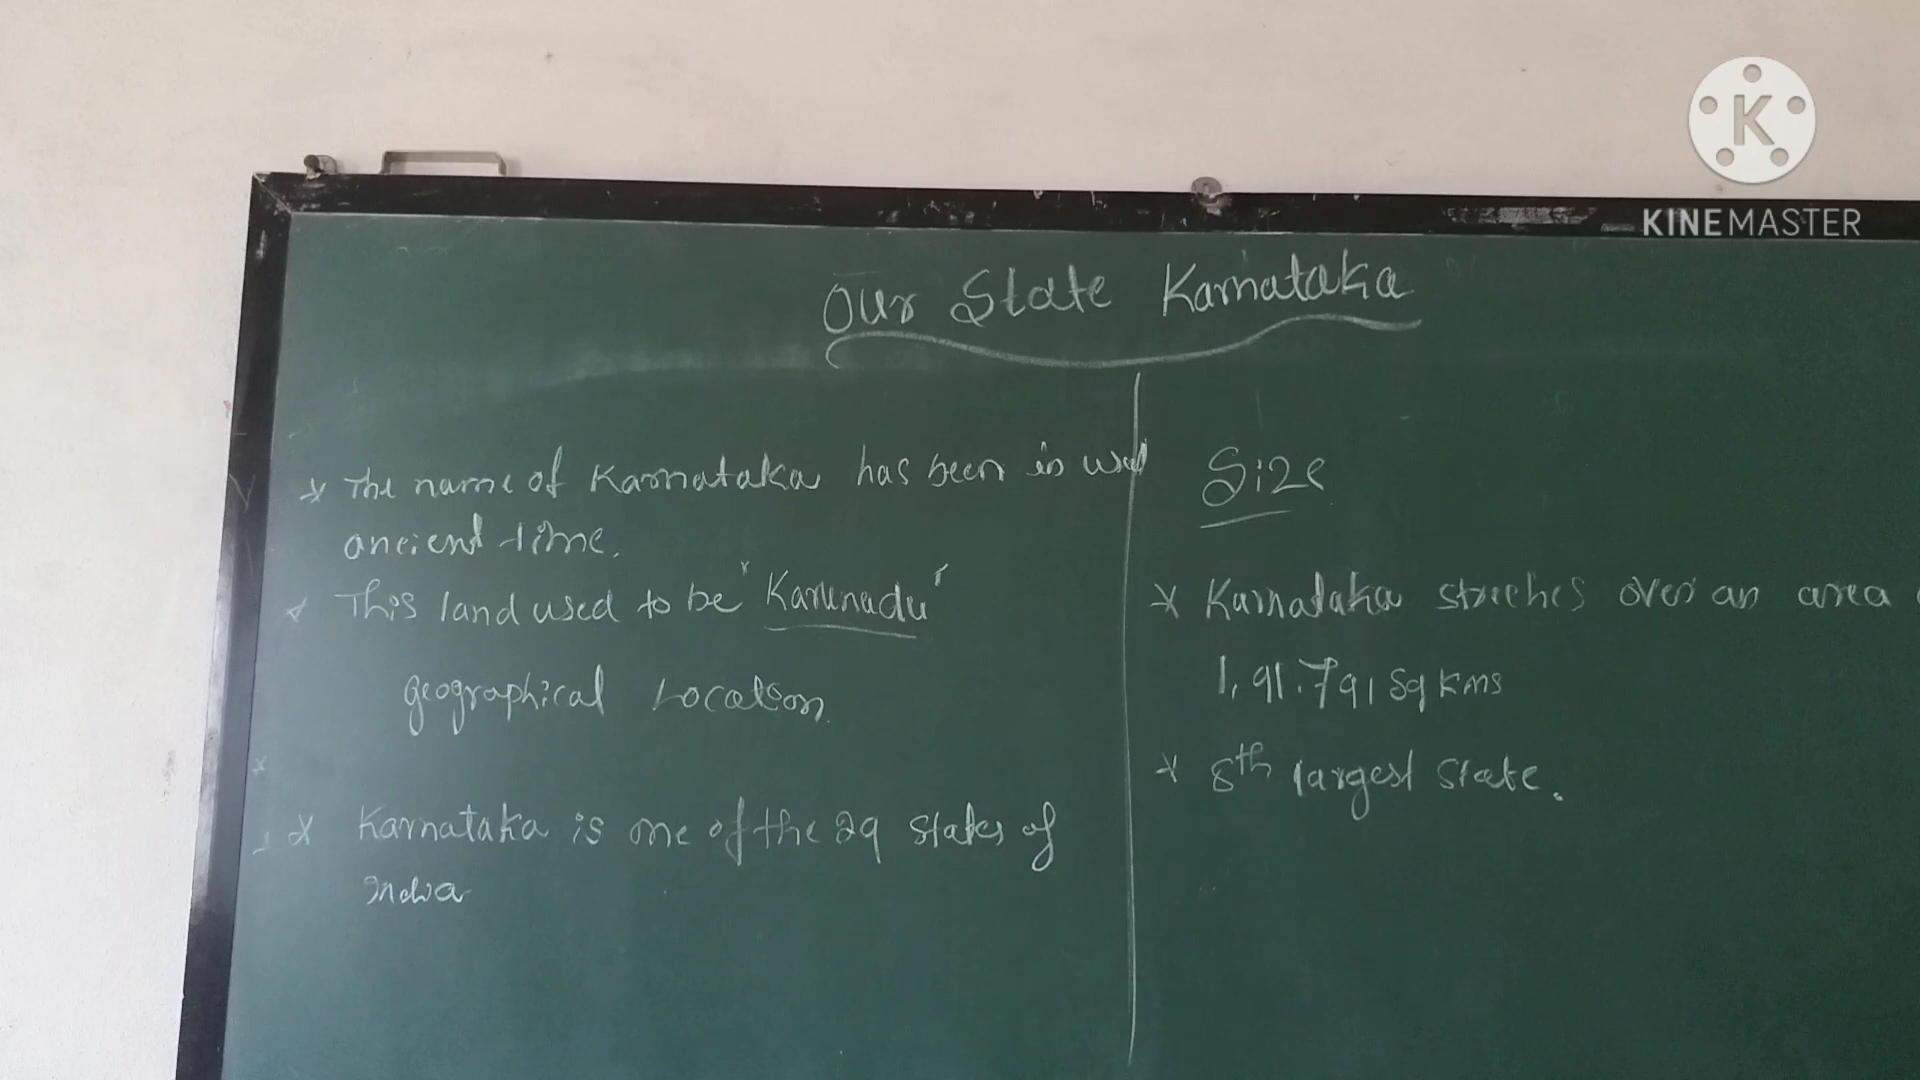 K
KINEMASTER
Our State Karnataka
* The name of Karnataka has been in use
ancient time.
* This land used to be "Karunadu"
geographical Location
* Karnataka is one of the 29 states of
India
Size
* Karnataka streches over an area
1,91.791 sq kms
* 8th largest state.